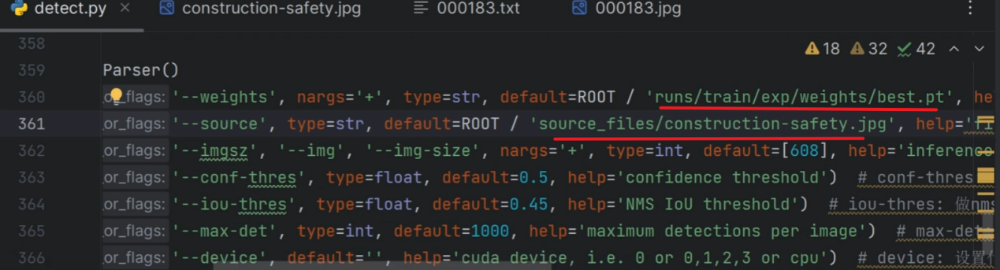 detect.py × construction-safety.jpg 000183.txt 000183.jpg
18 32 42
358
359 Parser()
360 or_flags: '--weights', nargs='+', type=str, default=ROOT / 'runs/train/exp/weights/best.pt', he
361 or_flags: '--source', type=str, default=ROOT / 'source_files/construction-safety.jpg', help='fi
362 or_flags: '--imgsz', '--img', '--img-size', nargs='+', type=int, default=[608], help='inference
363 or_flags: '--conf-thres', type=float, default=0.5, help='confidence threshold') # conf-thres
364 or_flags: '--iou-thres', type=float, default=0.45, help='NMS IoU threshold') # iou-thres: 做nms
365 or_flags: '--max-det', type=int, default=1000, help='maximum detections per image') # max-det
366 or_flags: '--device', default='', help='cuda device, i.e. 0 or 0,1,2,3 or cpu') # device: 设置